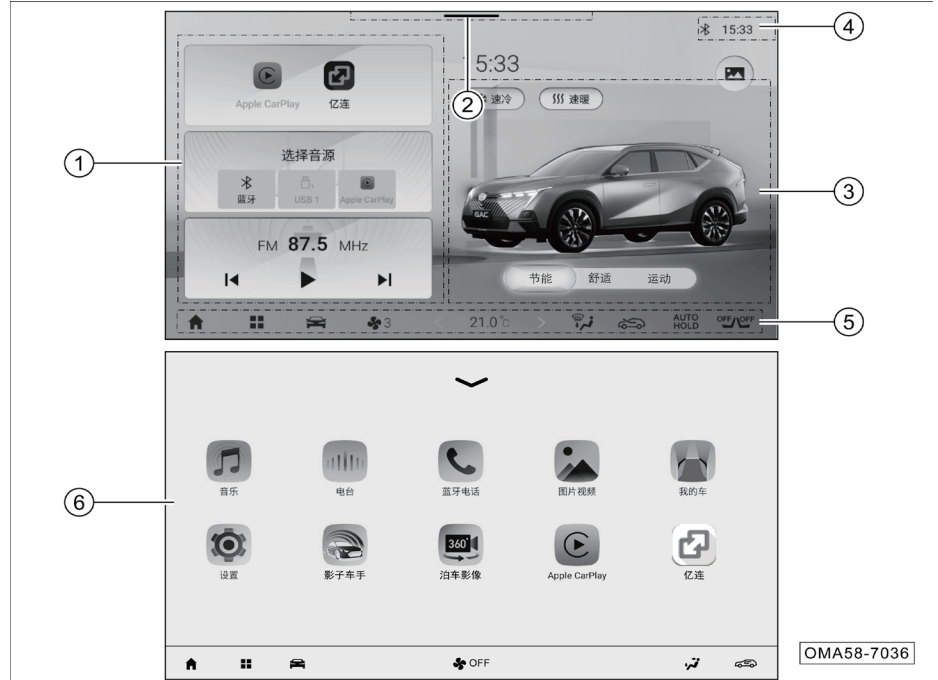 ④
15:33
5:33
②
速冷
速暖
Apple CarPlay
亿连
①
选择音源
蓝牙
USB 1
Apple CarPlay
③
GAC
FM 87.5 MHz
节能
舒适
运动
3
21.0°c
AUTO HOLD
OFF
OFF
⑤
⑥
音乐
电台
蓝牙电话
图片视频
我的车
360°
设置
影子车手
泊车影像
Apple CarPlay
亿连
OFF
OMA58-7036